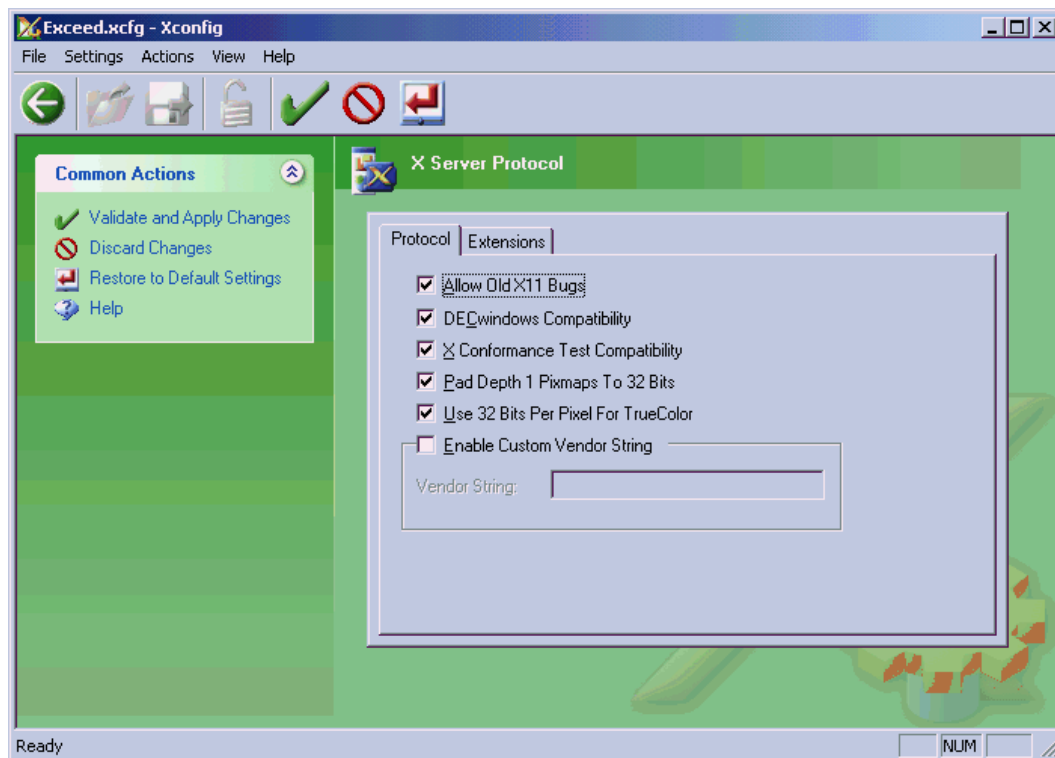 Exceed.xcfg - Xconfig
File Settings Actions View Help
Common Actions
Validate and Apply Changes
Discard Changes
Restore to Default Settings
Help
X Server Protocol
Protocol Extensions
Allow Old X11 Bugs
DECwindows Compatibility
X Conformance Test Compatibility
Pad Depth 1 Pixmaps To 32 Bits
Use 32 Bits Per Pixel For TrueColor
Enable Custom Vendor String
Vendor String:
Ready NUM